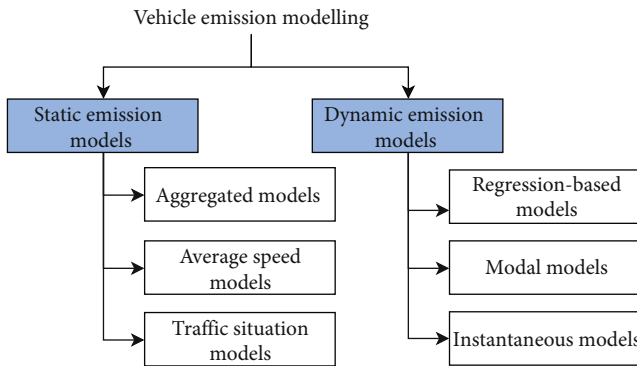 Vehicle emission modelling
Static emission
models
Dynamic emission
models
Aggregated models
Average speed
models
Traffic situation
models
Regression-based
models
Modal models
Instantaneous models